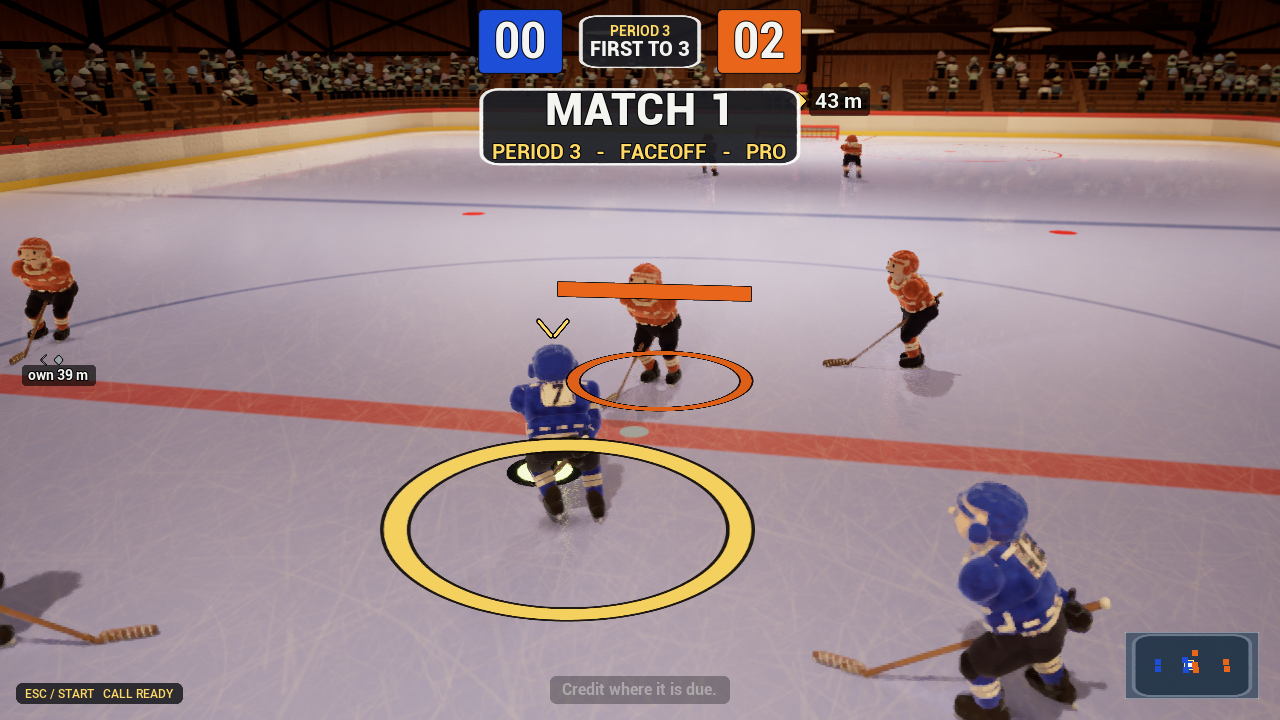 00
PERIOD 3
FIRST TO 3
02
MATCH 1
PERIOD 3 - FACEOFF - PRO
43 m
own 39 m
7
ESC / START CALL READY
Credit where it is due.